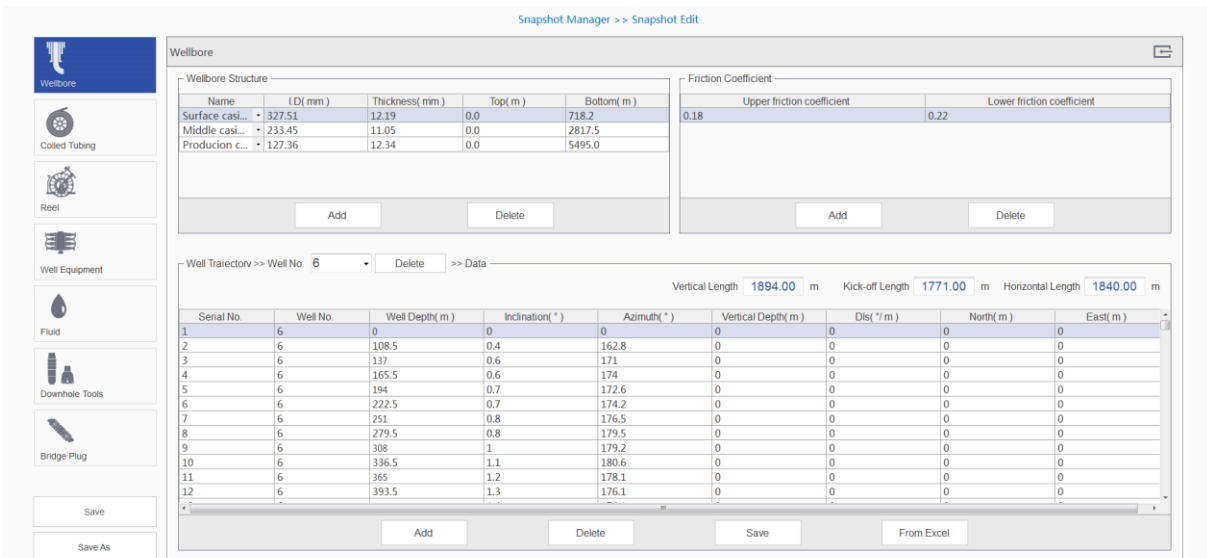 Snapshot Manager >> Snapshot Edit
Wellbore
Coiled Tubing
Reel
Well Equipment
Fluid
Downhole Tools
Bridge Plug
Save
Save As
Wellbore
Wellbore Structure
Name I.D( mm ) Thickness( mm ) Top( m ) Bottom( m )
Surface casi... 327.51 12.19 0.0 718.2
Middle casi... 233.45 11.05 0.0 2817.5
Producion c... 127.36 12.34 0.0 5495.0
Add Delete
Friction Coefficient
Upper friction coefficient Lower friction coefficient
0.18 0.22
Add Delete
Well Traiectorv >> Well No. 6 Delete >> Data
Vertical Length 1894.00 m Kick-off Length 1771.00 m Horizontal Length 1840.00 m
Serial No. Well No. Well Depth( m ) Inclination( ° ) Azimuth( ° ) Vertical Depth( m ) Dls( °/ m ) North( m ) East( m )
1 6 0 0 0 0 0 0 0
2 6 108.5 0.4 162.8 0 0 0 0
3 6 137 0.6 171 0 0 0 0
4 6 165.5 0.6 174 0 0 0 0
5 6 194 0.7 172.6 0 0 0 0
6 6 222.5 0.7 174.2 0 0 0 0
7 6 251 0.8 176.5 0 0 0 0
8 6 279.5 0.8 179.5 0 0 0 0
9 6 308 1 179.2 0 0 0 0
10 6 336.5 1.1 180.6 0 0 0 0
11 6 365 1.2 178.1 0 0 0 0
12 6 393.5 1.3 176.1 0 0 0 0
Add Delete Save From Excel